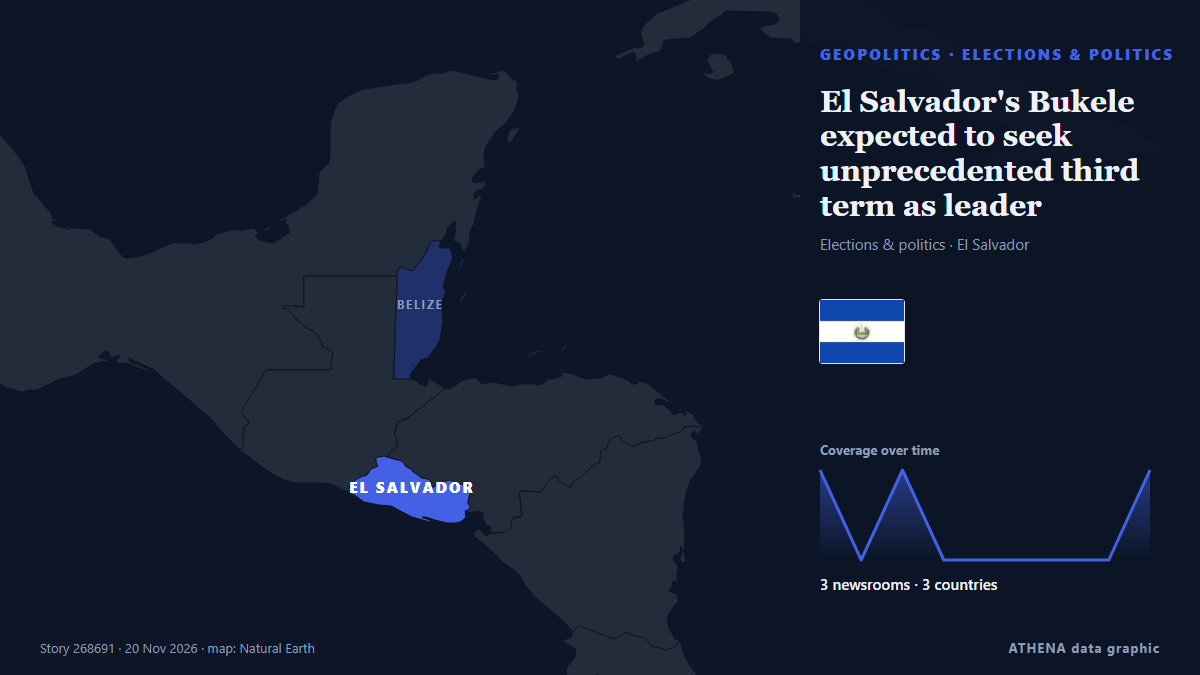 GEOPOLITICS · ELECTIONS & POLITICS
El Salvador's Bukele
expected to seek
unprecedented third
term as leader
Elections & politics · El Salvador
BELIZE
EL SALVADOR
Coverage over time
3 newsrooms · 3 countries
Story 268691 · 20 Nov 2026 · map: Natural Earth
ATHENA data graphic